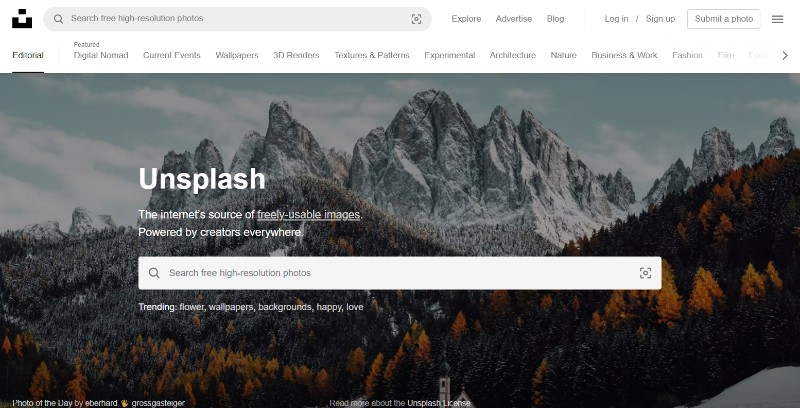 Search free high-resolution photos
Explore Advertise Blog Log in / Sign up Submit a photo
Featured
Editorial Digital Nomad Current Events Wallpapers 3D Renders Textures & Patterns Experimental Architecture Nature Business & Work Fashion Film
Unsplash
The internet's source of freely-usable images.
Powered by creators everywhere.
Search free high-resolution photos
Trending: flower, wallpapers, backgrounds, happy, love
Photo of the Day by eberhard 🖐 grossgasteiger Read more about the Unsplash License